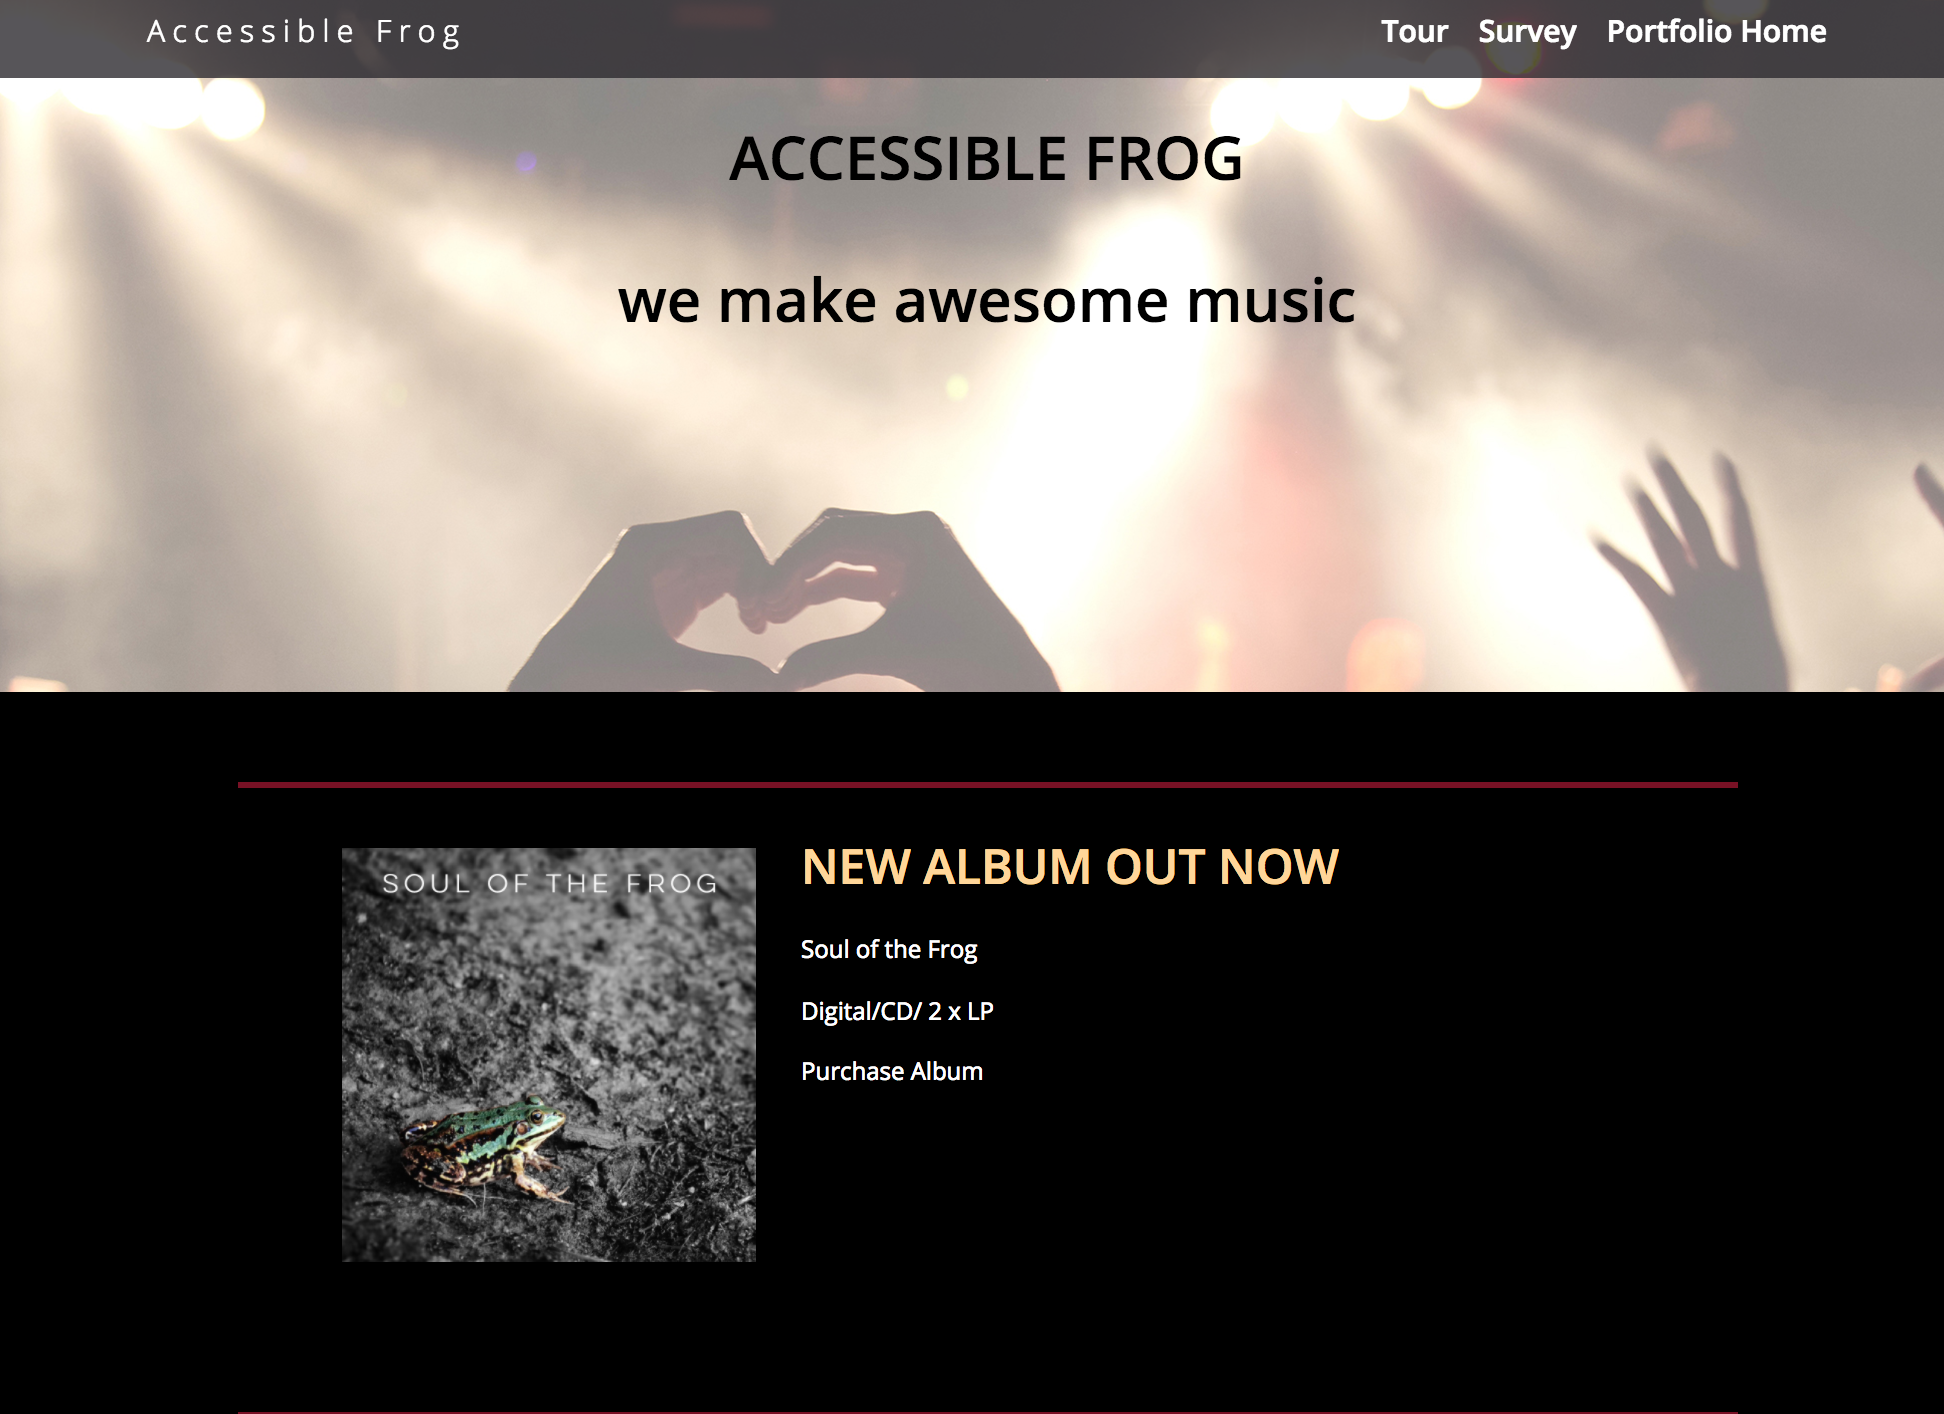 Accessible Frog
Tour Survey Portfolio Home
ACCESSIBLE FROG
we make awesome music
SOUL OF THE FROG
NEW ALBUM OUT NOW
Soul of the Frog
Digital/CD/ 2 x LP
Purchase Album